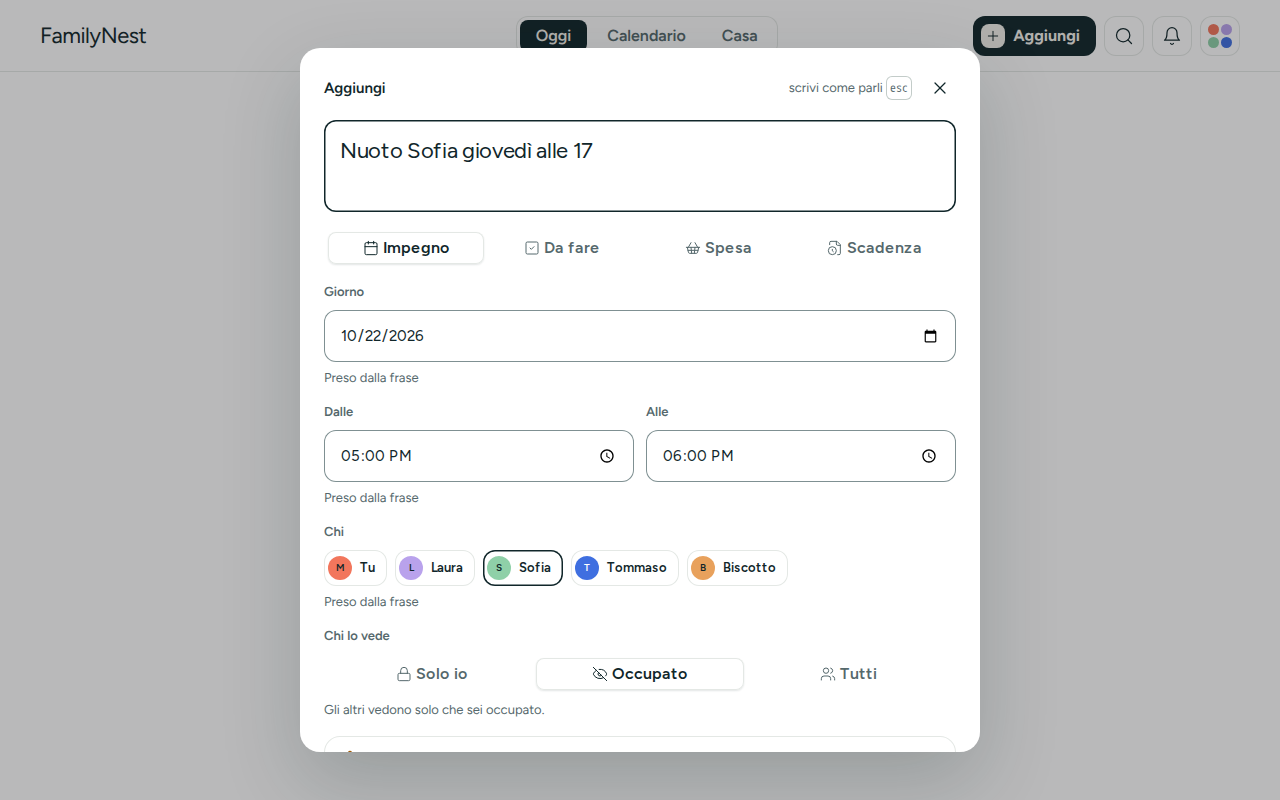 FamilyNest
Oggi Calendario Casa
Aggiungi
Aggiungi
scrivi come parli esc
Nuoto Sofia giovedì alle 17
Impegno Da fare Spesa Scadenza
Giorno
10/22/2026
Preso dalla frase
Dalle Alle
05:00 PM 06:00 PM
Preso dalla frase
Chi
M Tu L Laura S Sofia T Tommaso B Biscotto
Preso dalla frase
Chi lo vede
Solo io Occupato Tutti
Gli altri vedono solo che sei occupato.